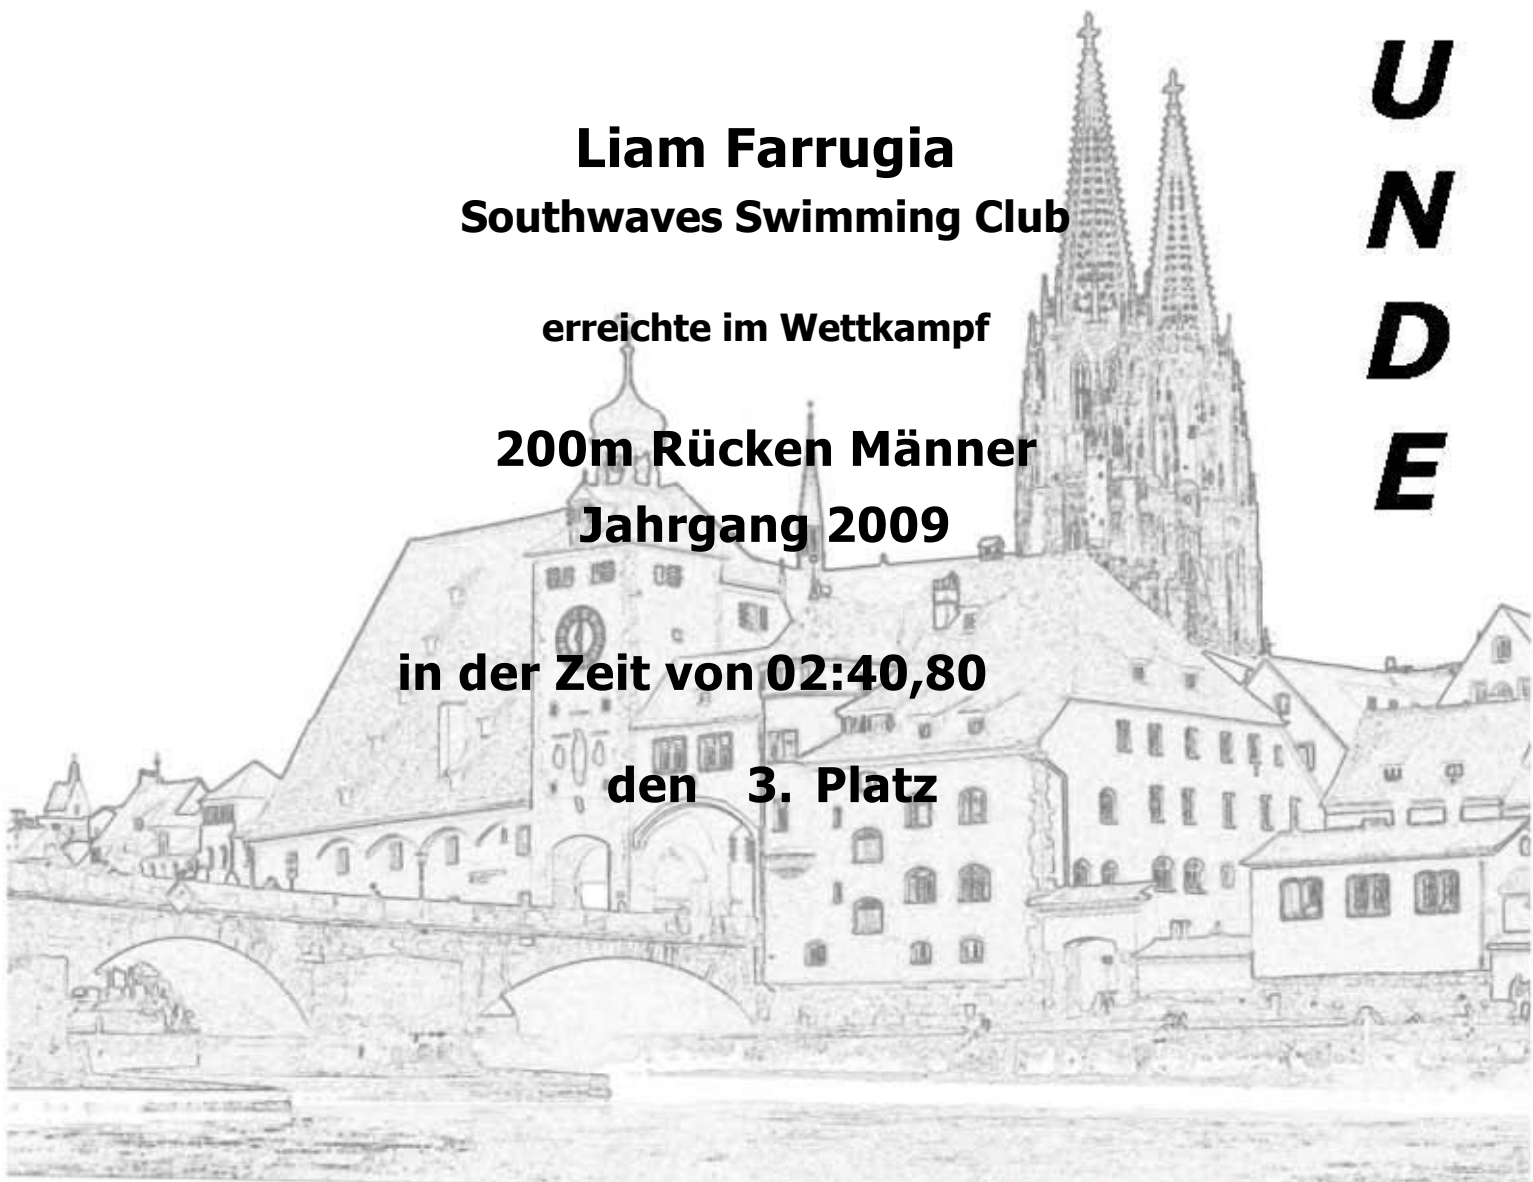 Liam Farrugia
Southwaves Swimming Club
erreichte im Wettkampf
200m Rücken Männer
Jahrgang 2009
in der Zeit von 02:40,80
den 3. Platz
U
N
D
E